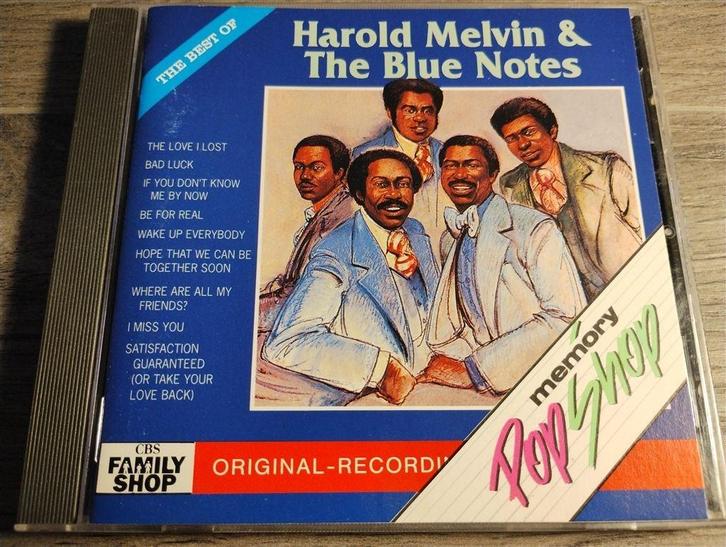 THE BEST OF
Harold Melvin &
The Blue Notes
THE LOVE I LOST
BAD LUCK
IF YOU DON'T KNOW
ME BY NOW
BE FOR REAL
WAKE UP EVERYBODY
HOPE THAT WE CAN BE
TOGETHER SOON
WHERE ARE ALL MY
FRIENDS?
I MISS YOU
SATISFACTION
GUARANTEED
(OR TAKE YOUR
LOVE BACK)
memory
Pop Shop
CBS
FAMILY
SHOP
ORIGINAL-RECORDI